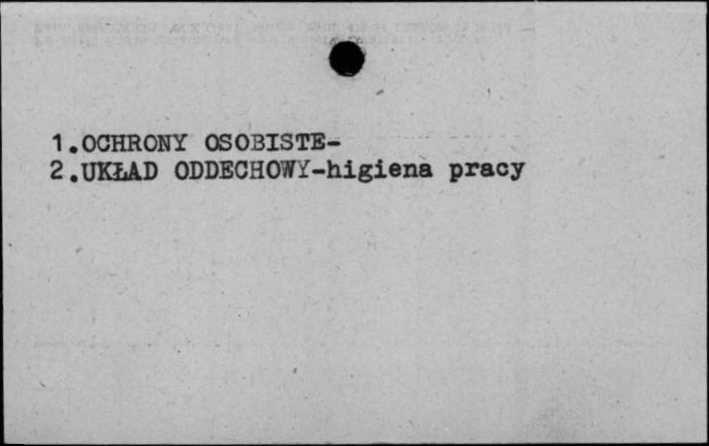 1.OCHRONY OSOBISTE-
2.UKŁAD ODDECHOWY-higiena pracy